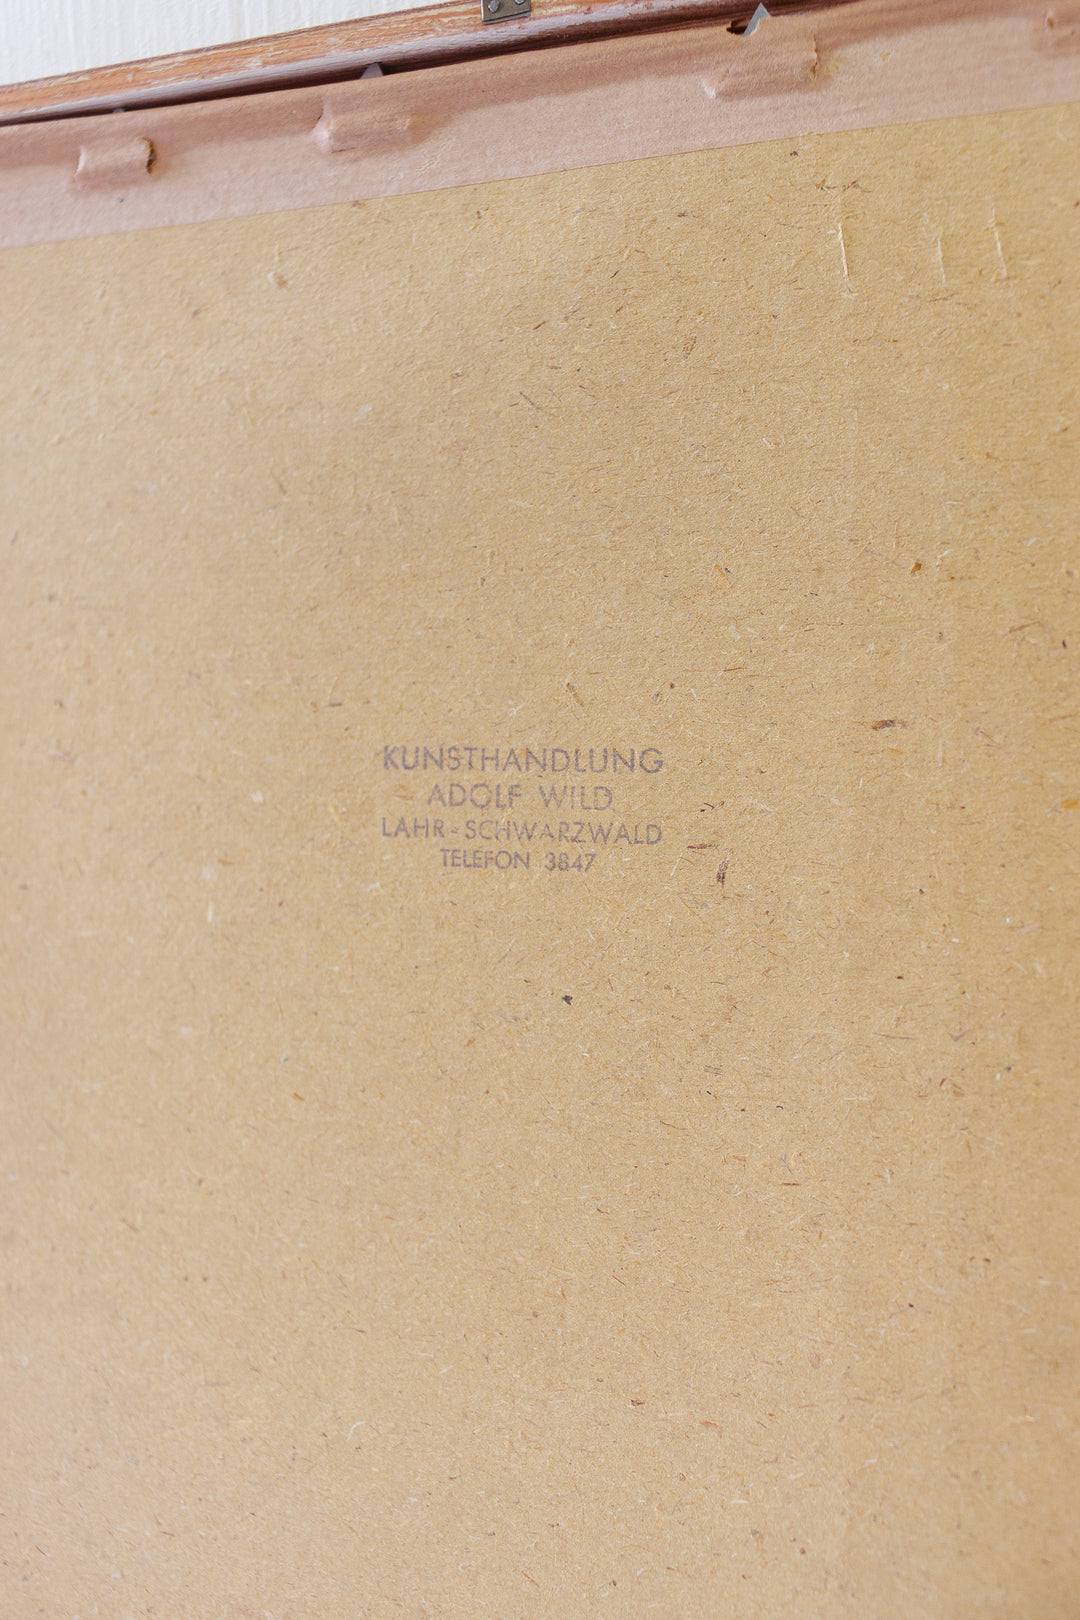 KUNSTHANDLUNG
ADOLF WILD
LAHR-SCHWARZWALD
TELEFON 3847